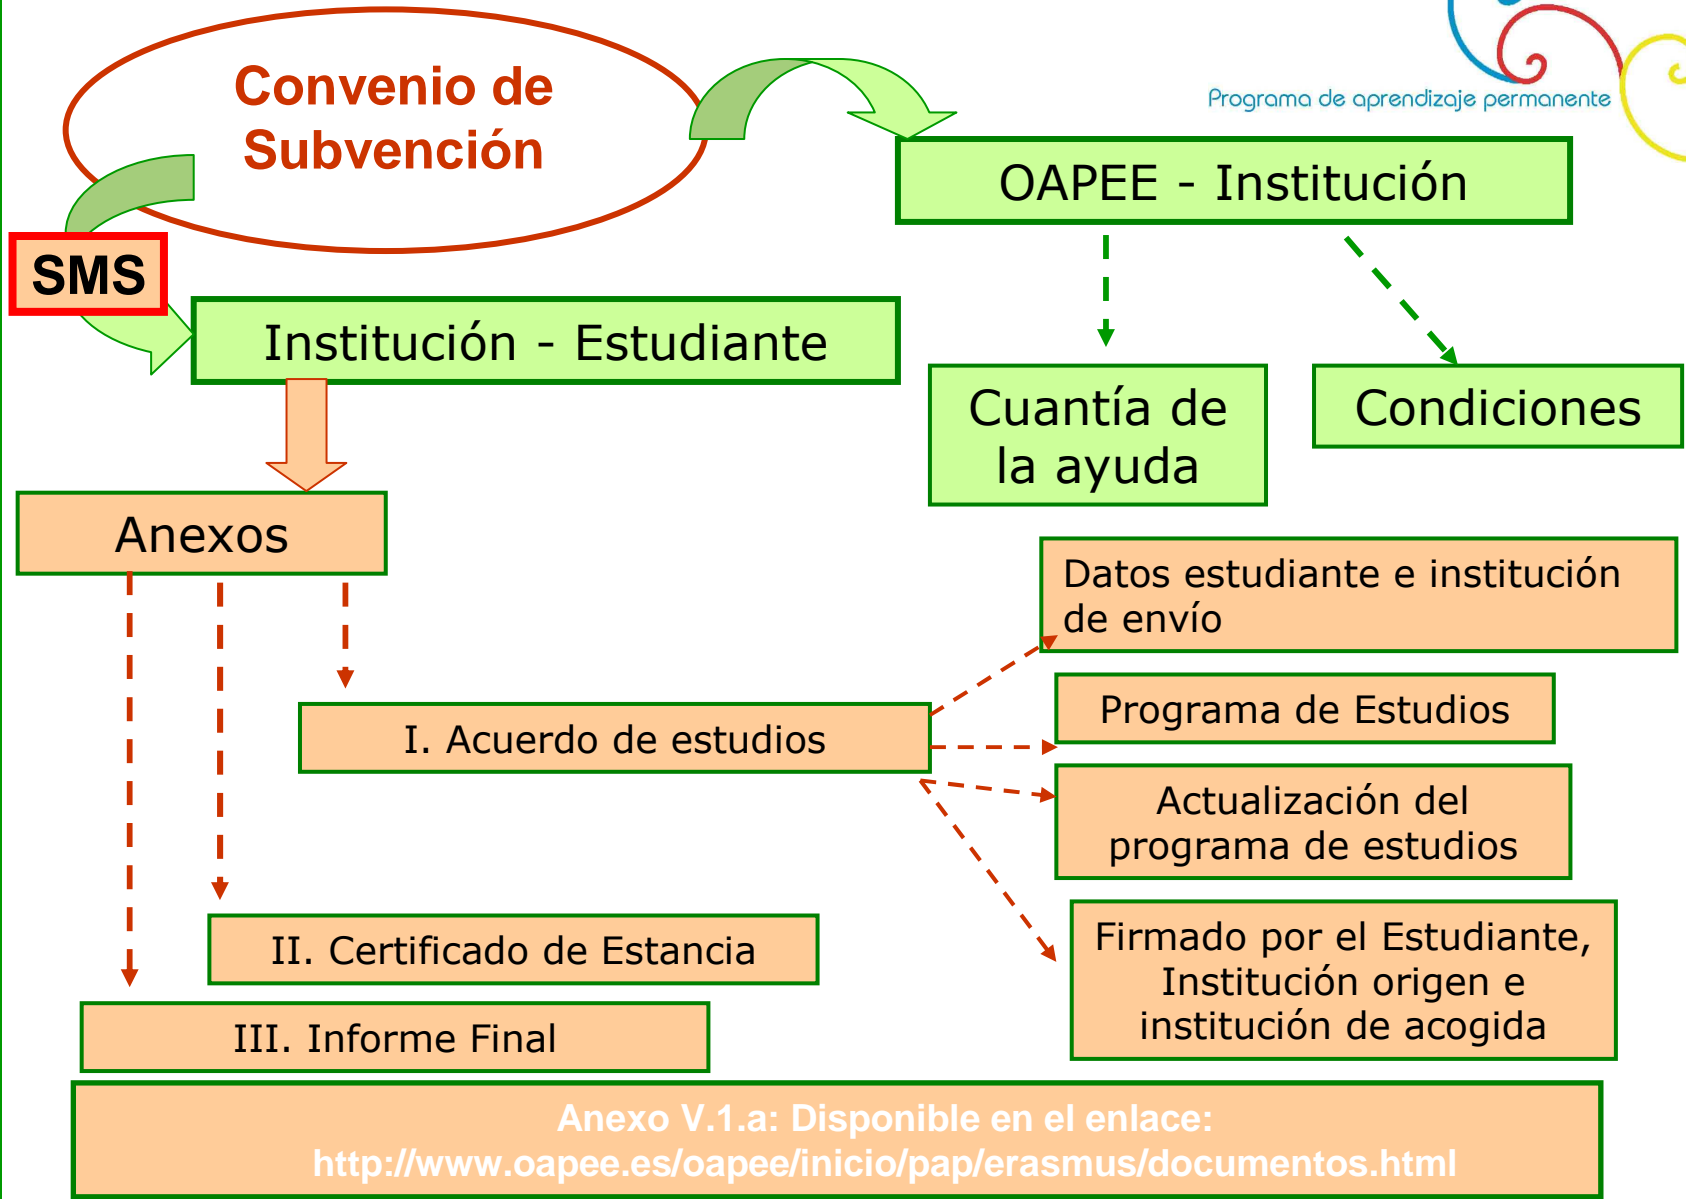 Convenio de
Subvención
Programa de aprendizaje permanente
OAPEE - Institución
SMS
Institución - Estudiante
Cuantía de
la ayuda
Condiciones
Anexos
Datos estudiante e institución
de envío
Programa de Estudios
I. Acuerdo de estudios
Actualización del
programa de estudios
Firmado por el Estudiante,
Institución origen e
institución de acogida
II. Certificado de Estancia
III. Informe Final
Anexo V.1.a: Disponible en el enlace:
http://www.oapee.es/oapee/inicio/pap/erasmus/documentos.html